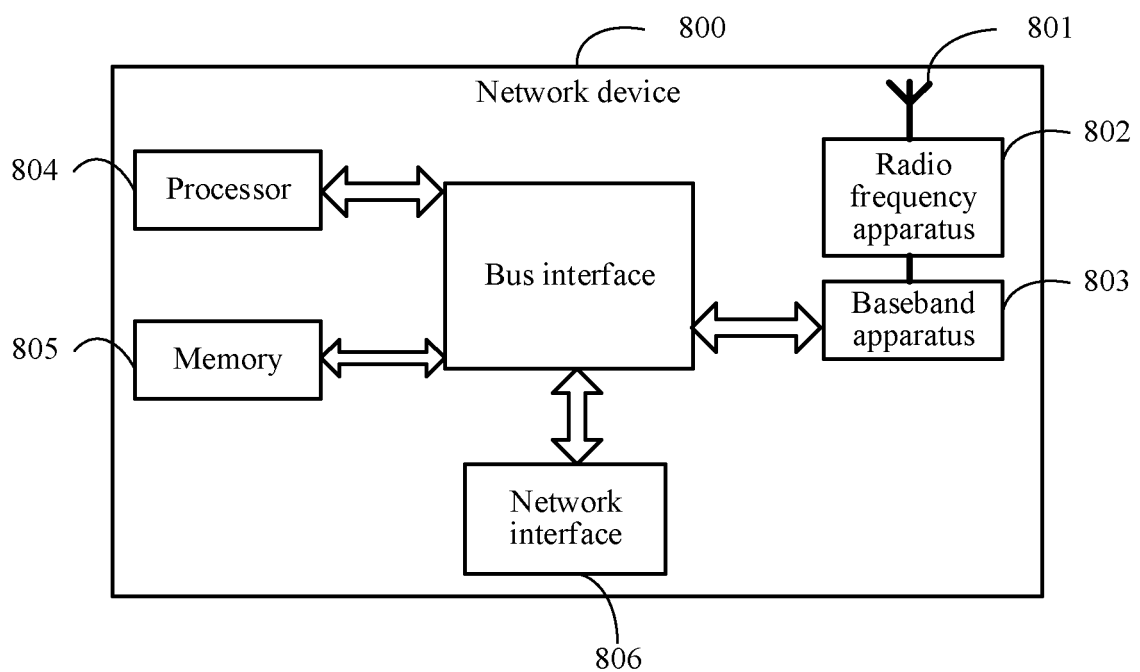 800
801
Network device
802
Radio
frequency
apparatus
804
Processor
Bus interface
803
Baseband
apparatus
805
Memory
Network
interface
806